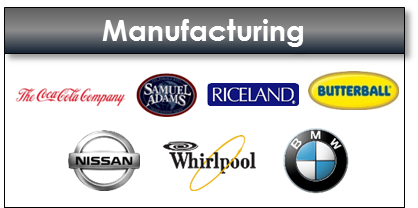 Manufacturing
The Coca-Cola Company
SAMUEL
ADAMS
RICELAND®
BUTTERBALL
NISSAN
Whirlpool
BMW